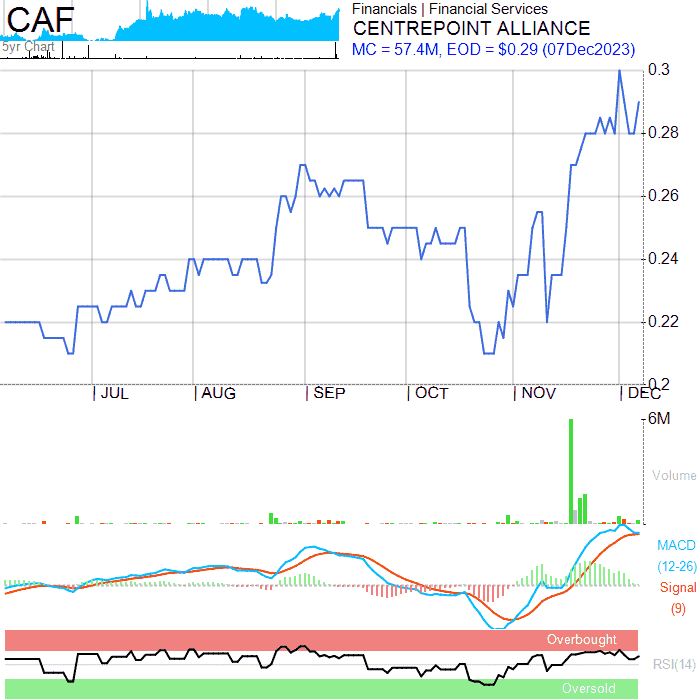 CAF
Financials | Financial Services
CENTREPOINT ALLIANCE
5yr Chart
MC = 57.4M, EOD = $0.29 (07Dec2023)
0.3
0.28
0.26
0.24
0.22
0.2
JUL AUG SEP OCT NOV DEC
6M
Volume
MACD
(12-26)
Signal
(9)
Overbought
RSI(14)
Oversold